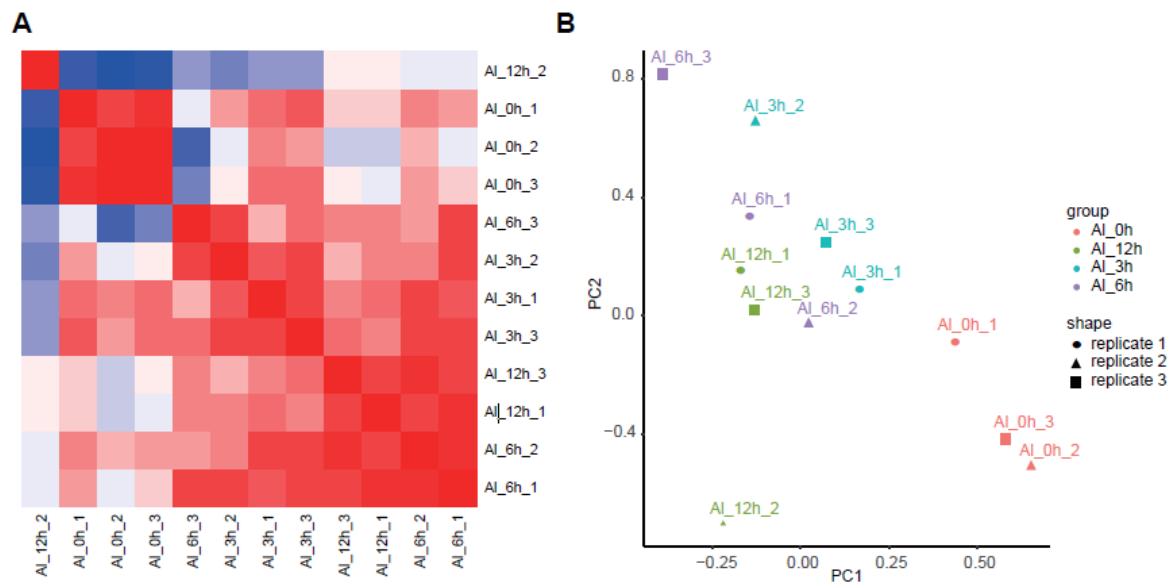 A
Al_12h_2
Al_0h_1
Al_0h_2
Al_0h_3
Al_6h_3
Al_3h_2
Al_3h_1
Al_3h_3
Al_12h_3
Al_12h_1
Al_6h_2
Al_6h_1
Al_12h_2
Al_0h_1
Al_0h_2
Al_0h_3
Al_6h_3
Al_3h_2
Al_3h_1
Al_3h_3
Al_12h_3
Al_12h_1
Al_6h_2
Al_6h_1
B
PC2
0.8
0.4
0.0
−0.4
Al_6h_3
Al_3h_2
Al_6h_1
Al_3h_3
Al_12h_1
Al_3h_1
Al_12h_3
Al_6h_2
Al_0h_1
Al_0h_3
Al_0h_2
Al_12h_2
−0.25
0.00
0.25
0.50
PC1
group
Al_0h
Al_12h
Al_3h
Al_6h
shape
replicate 1
replicate 2
replicate 3